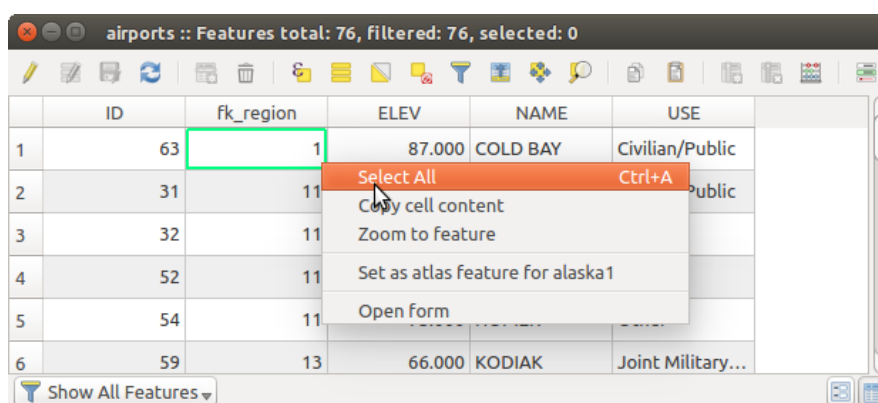 airports :: Features total: 76, filtered: 76, selected: 0
ID fk_region ELEV NAME USE
1 63 1 87.000 COLD BAY Civilian/Public
Select All Ctrl+A
2 31 11 Public
Copy cell content
3 32 11 Zoom to feature
4 52 11 Set as atlas feature for alaska1
5 54 11 Open form
6 59 13 66.000 KODIAK Joint Military...
Show All Features